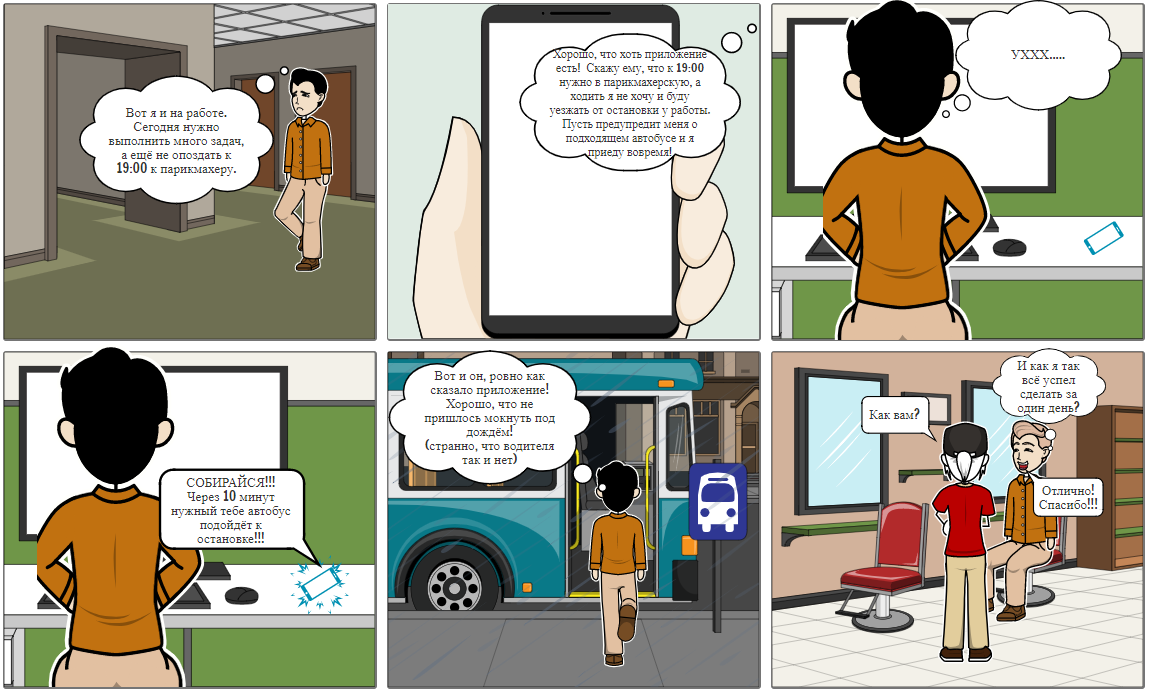 Вот я и на работе.
Сегодня нужно
выполнить много задач,
а ещё не опоздать к
19:00 к парикмахеру.
Хорошо, что хоть приложение
есть! Скажу ему, что к 19:00
нужно в парикмахерскую, а
ходить я не хочу и буду
уезжать от остановки у работы.
Пусть предупредит меня о
подходящем автобусе и я
приеду вовремя!
УХХХ.....
СОБИРАЙСЯ!!!
Через 10 минут
нужный тебе автобус
подойдёт к
остановке!!!
Вот и он, ровно как
сказало приложение!
Хорошо, что не
пришлось мокнуть под
дождём!
(странно, что водителя
так и нет)
И как я так
всё успел
сделать за
один день?
Как вам?
Отлично!
Спасибо!!!